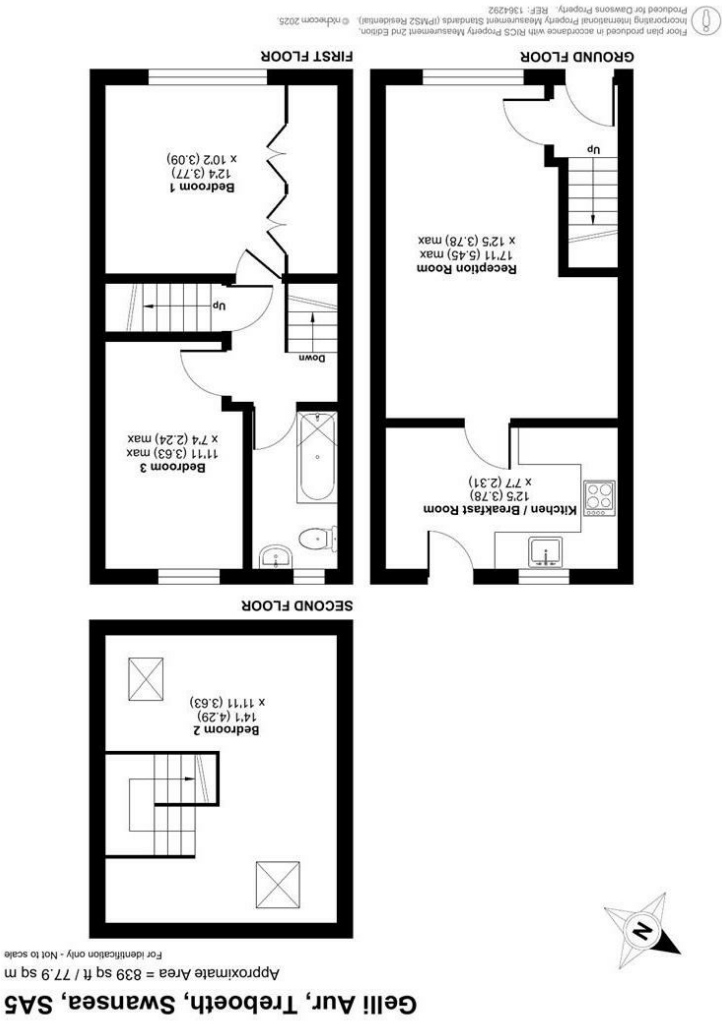 Gelli Aur, Treboeth, Swansea, SA5
Approximate Area = 839 sq ft / 77.9 sq m
For identification only - Not to scale
N
Bedroom 2
14'1 (4.29)
x 11'11 (3.63)
SECOND FLOOR
Kitchen / Breakfast Room
12'5 (3.78)
x 7'7 (2.31)
Reception Room
17'11 (5.45) max
x 12'5 (3.78) max
Up
GROUND FLOOR
Bedroom 3
11'11 (3.63) max
x 7'4 (2.24) max
Down
Up
Bedroom 1
12'4 (3.77)
x 10'2 (3.09)
FIRST FLOOR
Floor plan produced in accordance with RICS Property Measurement 2nd Edition.
Incorporating International Property Measurement Standards (IPMS2 Residential). © nichecom 2025.
Produced for Dawsons Property. REF: 1364292